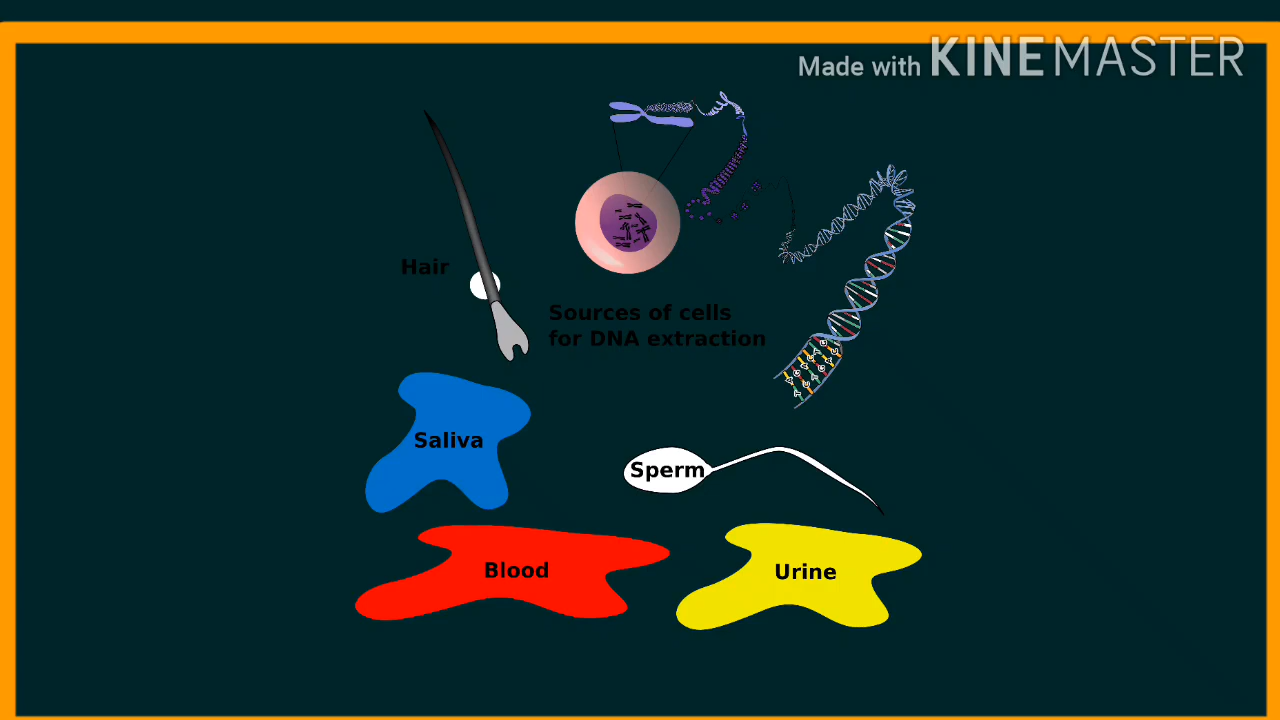 Made with KINEMASTER
Hair
Sources of cells
for DNA extraction
Saliva
Sperm
Blood
Urine